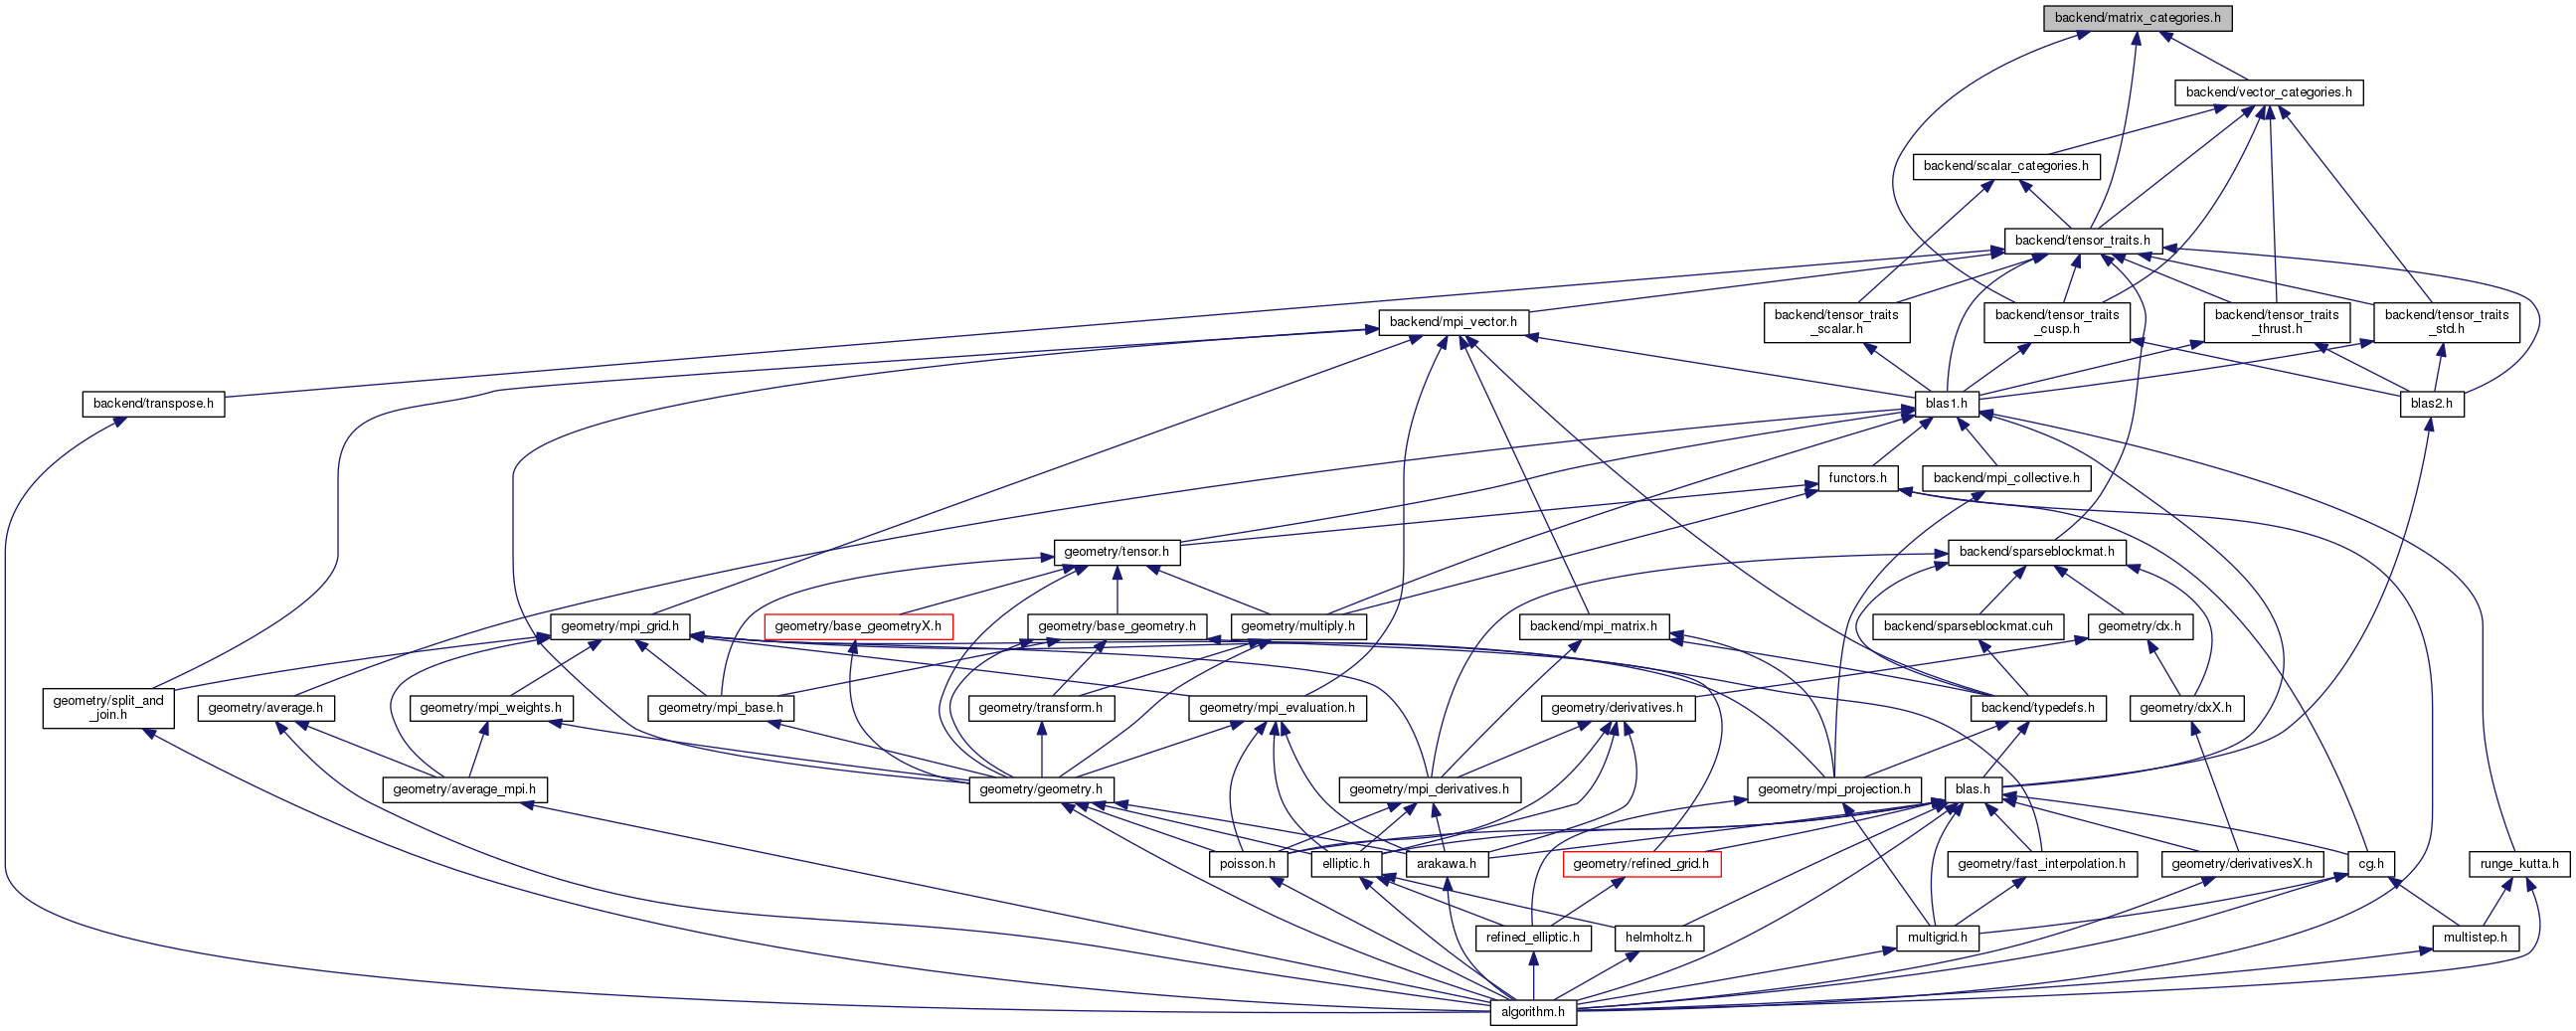 backend/matrix_categories.h
backend/vector_categories.h
backend/scalar_categories.h
backend/tensor_traits.h
backend/mpi_vector.h
backend/tensor_traits
_scalar.h
backend/tensor_traits
_cusp.h
backend/tensor_traits
_thrust.h
backend/tensor_traits
_std.h
backend/transpose.h
blas1.h
blas2.h
functors.h
backend/mpi_collective.h
geometry/tensor.h
backend/sparseblockmat.h
geometry/mpi_grid.h
geometry/base_geometryX.h
geometry/base_geometry.h
geometry/multiply.h
backend/mpi_matrix.h
backend/sparseblockmat.cuh
geometry/dx.h
geometry/split_and
_join.h
geometry/average.h
geometry/mpi_weights.h
geometry/mpi_base.h
geometry/transform.h
geometry/mpi_evaluation.h
geometry/derivatives.h
backend/typedefs.h
geometry/dxX.h
geometry/average_mpi.h
geometry/geometry.h
geometry/mpi_derivatives.h
geometry/mpi_projection.h
blas.h
poisson.h
elliptic.h
arakawa.h
geometry/refined_grid.h
geometry/fast_interpolation.h
geometry/derivativesX.h
cg.h
runge_kutta.h
refined_elliptic.h
helmholtz.h
multigrid.h
multistep.h
algorithm.h